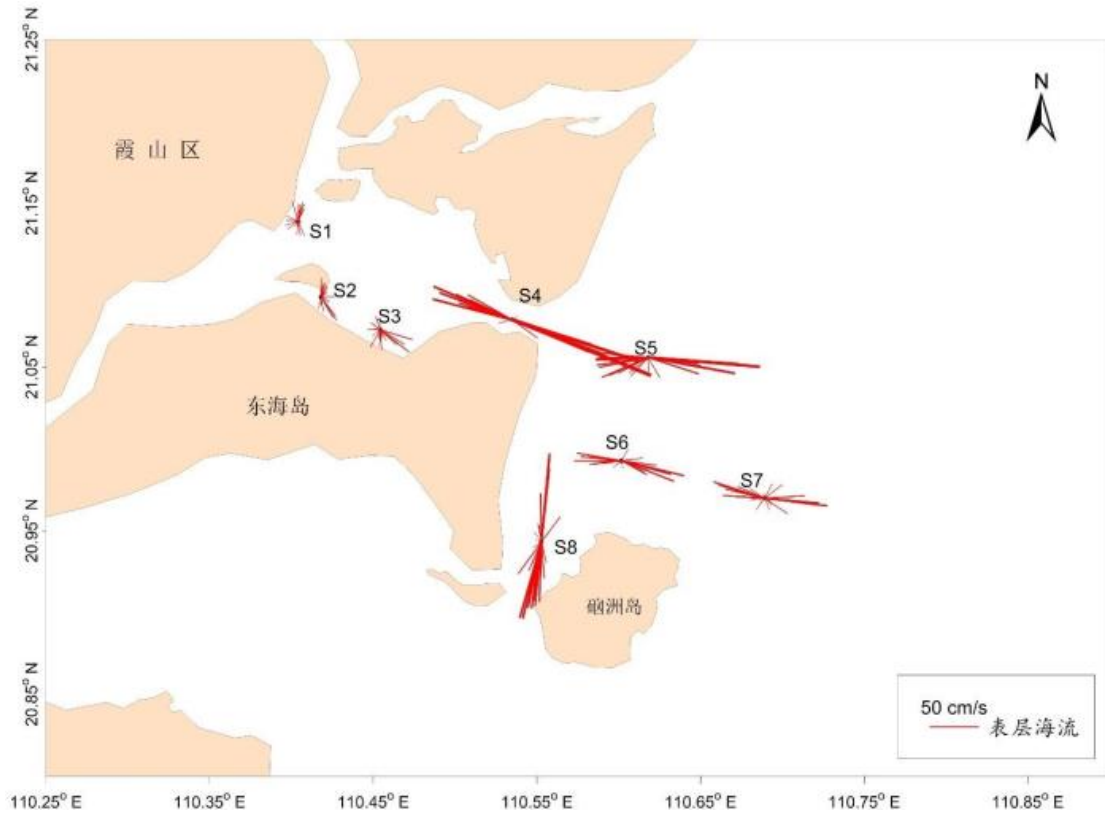 21.25° N
N
霞山区
21.15° N
S1
S2
S3
S4
S5
21.05° N
东海岛
S6
S7
20.95° N
S8
硇洲岛
20.85° N
50 cm/s
表层海流
110.25° E
110.35° E
110.45° E
110.55° E
110.65° E
110.75° E
110.85° E